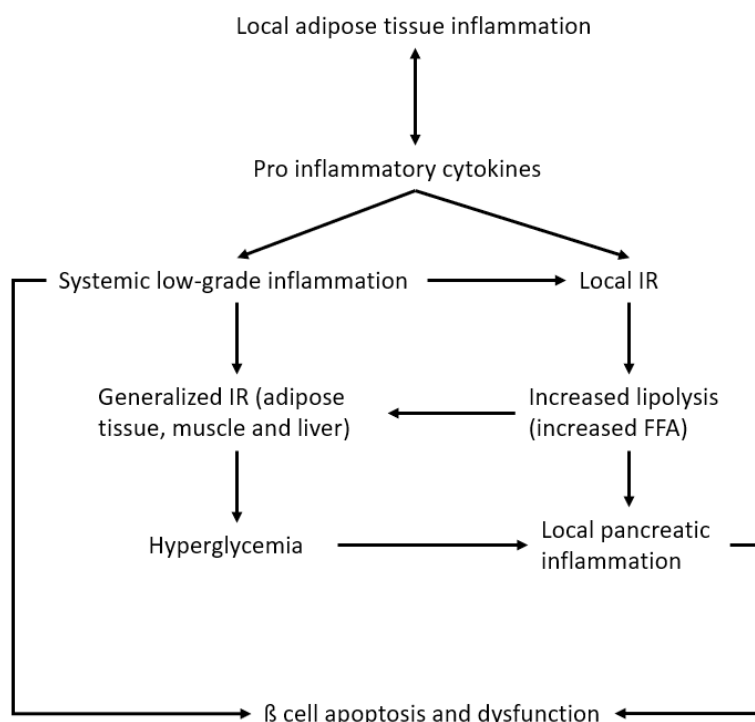 Local adipose tissue inflammation
Pro inflammatory cytokines
Systemic low-grade inflammation
Local IR
Generalized IR (adipose
tissue, muscle and liver)
Increased lipolysis
(increased FFA)
Hyperglycemia
Local pancreatic
inflammation
ß cell apoptosis and dysfunction